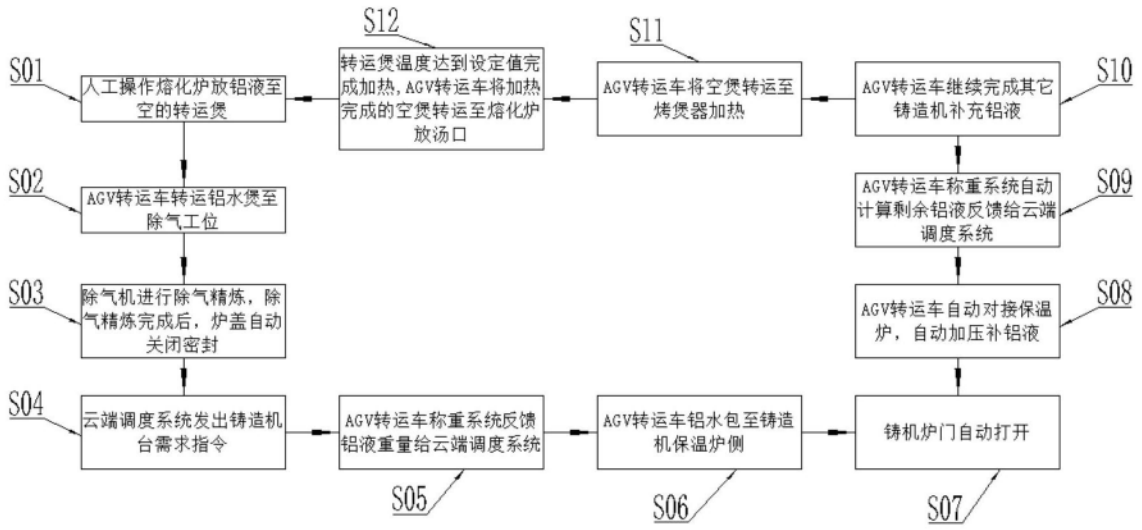 S01
人工操作熔化炉放铝液至
空的转运煲
S12
转运煲温度达到设定值完
成加热,AGV转运车将加热
完成的空煲转运至熔化炉
放汤口
S11
AGV转运车将空煲转运至
烤煲器加热
S10
AGV转运车继续完成其它
铸造机补充铝液
S02
AGV转运车转运铝水煲至
除气工位
S09
AGV转运车称重系统自动
计算剩余铝液反馈给云端
调度系统
S03
除气机进行除气精炼，除
气精炼完成后，炉盖自动
关闭密封
S08
AGV转运车自动对接保温
炉，自动加压补铝液
S04
云端调度系统发出铸造机
台需求指令
AGV转运车称重系统反馈
铝液重量给云端调度系统
S05
AGV转运车铝水包至铸造
机保温炉侧
S06
铸机炉门自动打开
S07